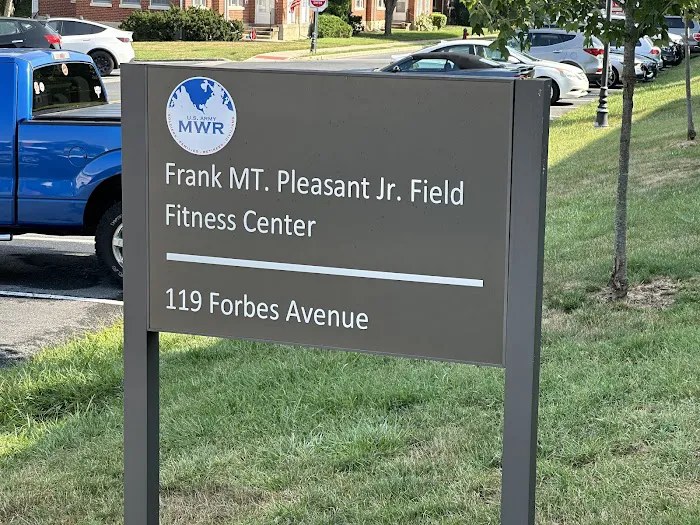 U.S. ARMY
MWR
Frank MT. Pleasant Jr. Field
Fitness Center
119 Forbes Avenue